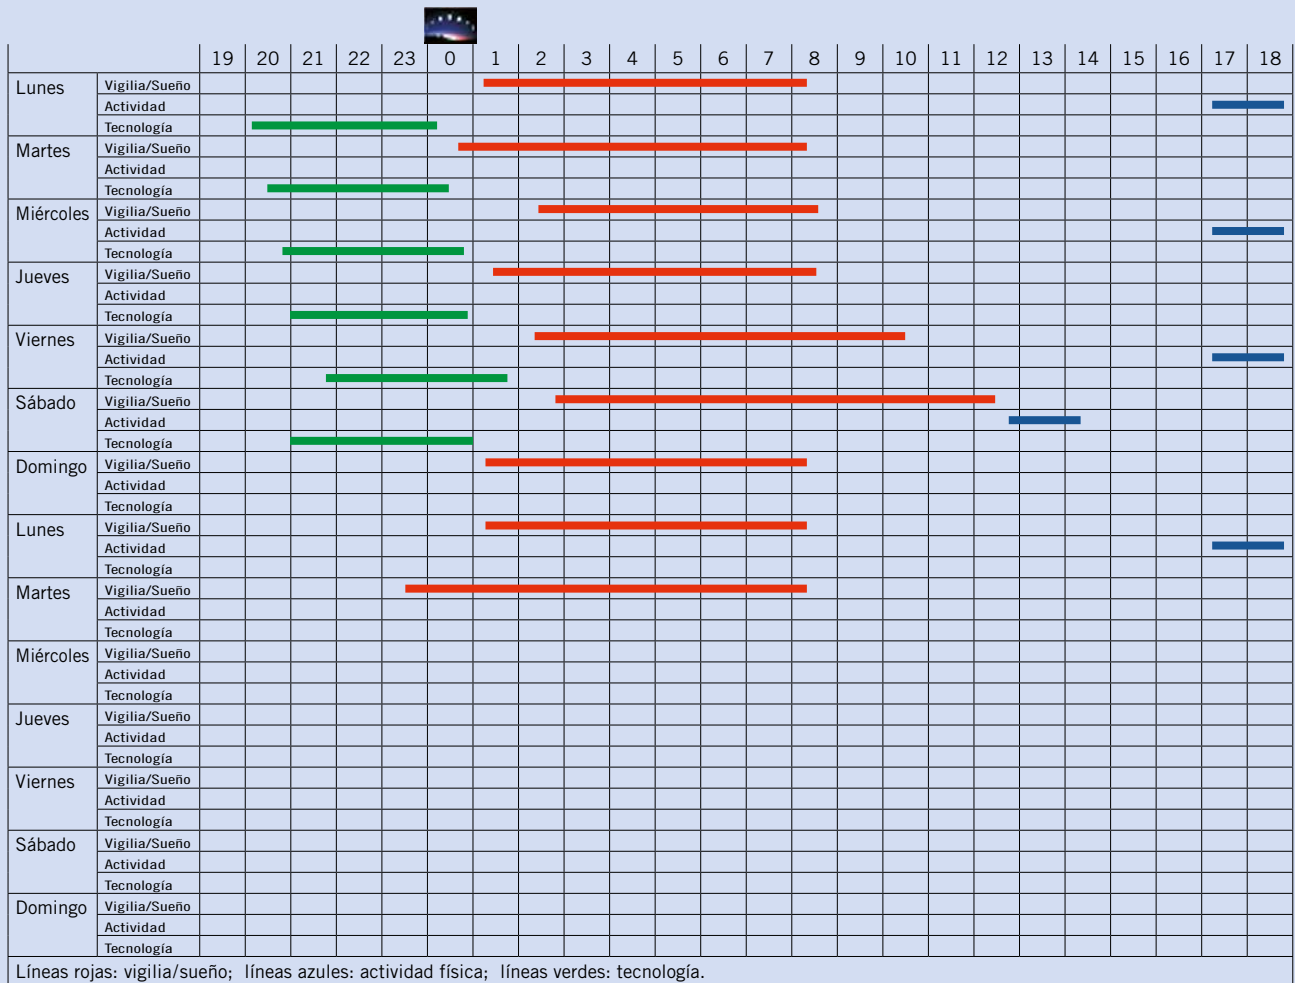 19 20 21 22 23 0 1 2 3 4 5 6 7 8 9 10 11 12 13 14 15 16 17 18
Lunes Vigilia/Sueño
Actividad
Tecnología
Martes Vigilia/Sueño
Actividad
Tecnología
Miércoles Vigilia/Sueño
Actividad
Tecnología
Jueves Vigilia/Sueño
Actividad
Tecnología
Viernes Vigilia/Sueño
Actividad
Tecnología
Sábado Vigilia/Sueño
Actividad
Tecnología
Domingo Vigilia/Sueño
Actividad
Tecnología
Lunes Vigilia/Sueño
Actividad
Tecnología
Martes Vigilia/Sueño
Actividad
Tecnología
Miércoles Vigilia/Sueño
Actividad
Tecnología
Jueves Vigilia/Sueño
Actividad
Tecnología
Viernes Vigilia/Sueño
Actividad
Tecnología
Sábado Vigilia/Sueño
Actividad
Tecnología
Domingo Vigilia/Sueño
Actividad
Tecnología
Líneas rojas: vigilia/sueño; líneas azules: actividad física; líneas verdes: tecnología.